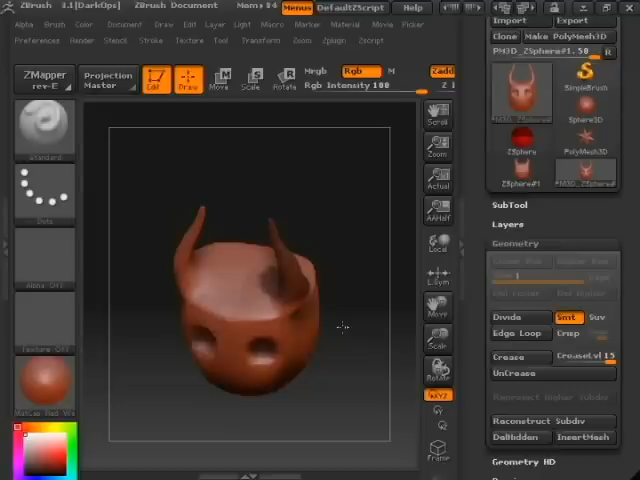 ZBrush 3.1[DarkOps] ZBrush Document Menus DefaultZScript Help
Alpha Brush Color Document Draw Edit Layer Light Macro Marker Material Movie Picker
Preferences Render Stencil Stroke Texture Tool Transform Zoom Zplugin Zscript
Import Export
Clone Make PolyMesh3D
PM3D_ZSphere#1.50 R
ZMapper
rev-E
Projection
Master
Edit Draw Move Scale Rotate
Mrgb Rgb M
Rgb Intensity 100
Zadd
SimpleBrush
Sphere3D
ZSphere PolyMesh3D
ZSphere#1
Standard
Dots
Alpha Off
Texture Off
Scroll
Zoom
Actual
AAHalf
Local
L.Sym
Move
Scale
Rotate
Frame
SubTool
Layers
Geometry
Divide Smt Suv
Edge Loop Crisp
Crease CreaseLvl 15
UnCrease
Reconstruct Subdiv
DelHidden InsertMesh
Geometry HD